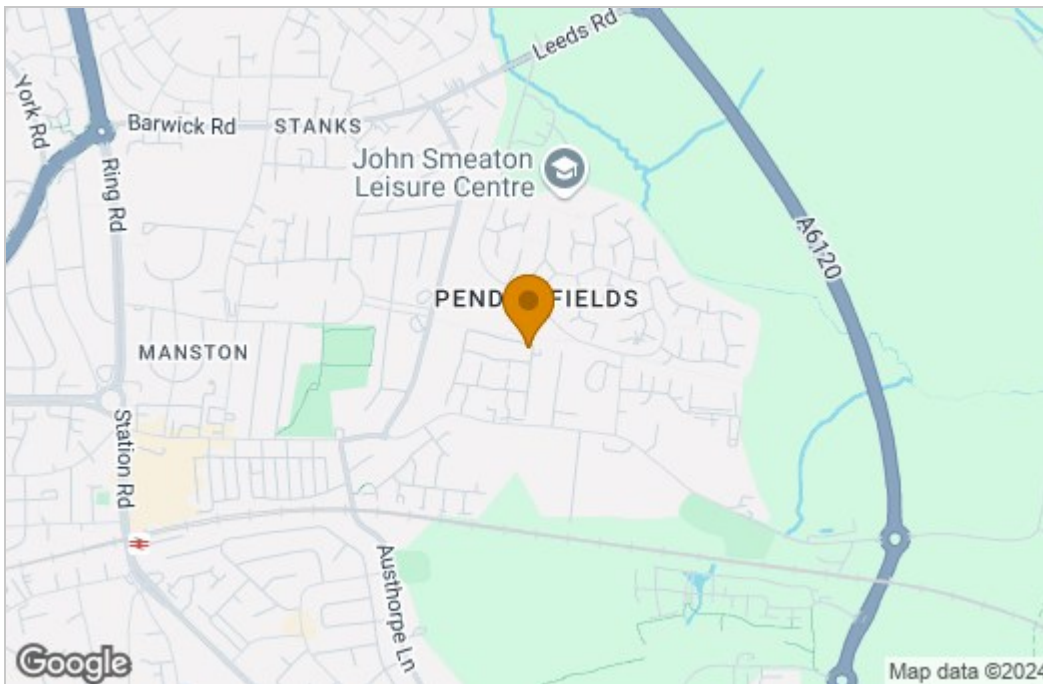 Leeds Rd
York Rd
Barwick Rd
STANKS
John Smeaton
Leisure Centre
Ring Rd
A6120
PEND FIELDS
MANSTON
Station Rd
Austhorpe Ln
Google
Map data ©2024